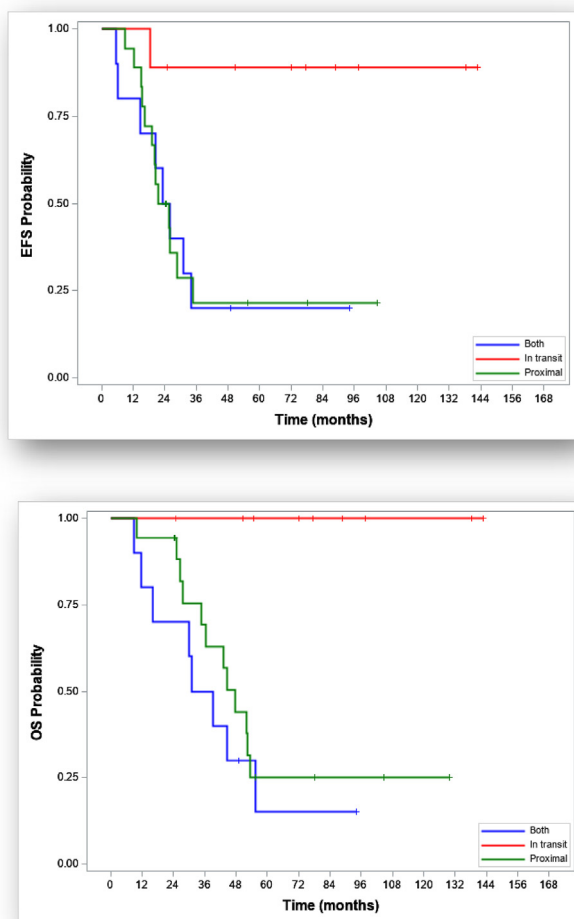 1.00
0.75
0.50
0.25
0.00
EFS Probability
Both
In transit
Proximal
0 12 24 36 48 60 72 84 96 108 120 132 144 156 168
Time (months)
1.00
0.75
0.50
0.25
0.00
OS Probability
Both
In transit
Proximal
0 12 24 36 48 60 72 84 96 108 120 132 144 156 168
Time (months)